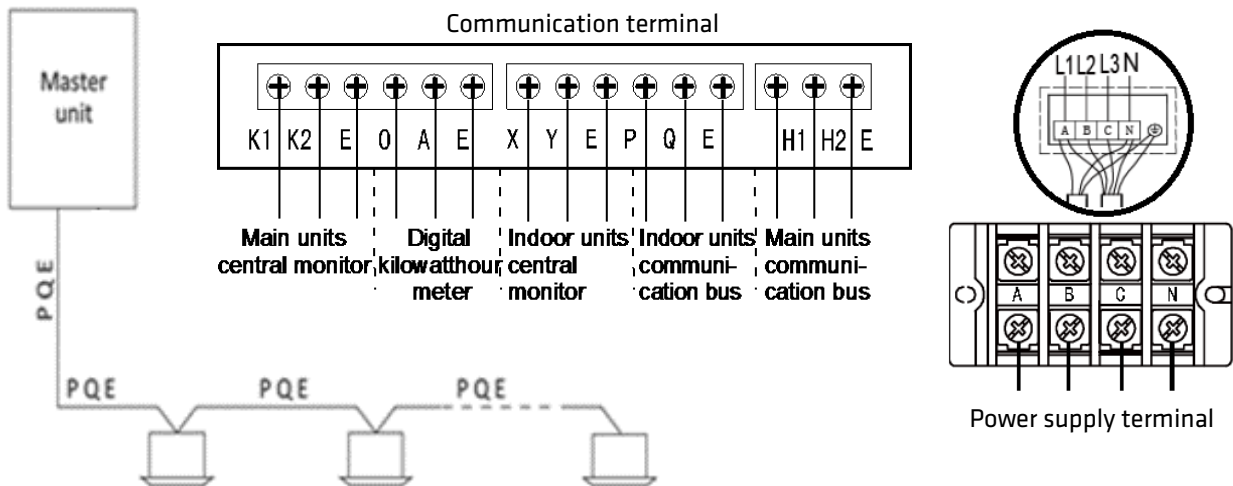 Communication terminal
Master
unit
K1 K2 E O A E X Y E P Q E H1 H2 E
Main units
central monitor
Digital
kilowatthour
meter
Indoor units
central
monitor
Indoor units
communi-
cation bus
Main units
communi-
cation bus
PQE
PQE
PQE
PQE
L1 L2 L3 N
A B C N
A B C N
Power supply terminal